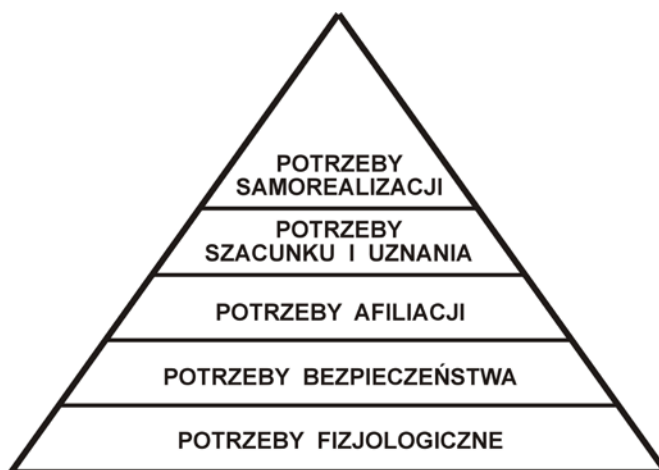 POTRZEBY
SAMOREALIZACJI
POTRZEBY
SZACUNKU I UZNANIA
POTRZEBY AFILIACJI
POTRZEBY BEZPIECZEŃSTWA
POTRZEBY FIZJOLOGICZNE